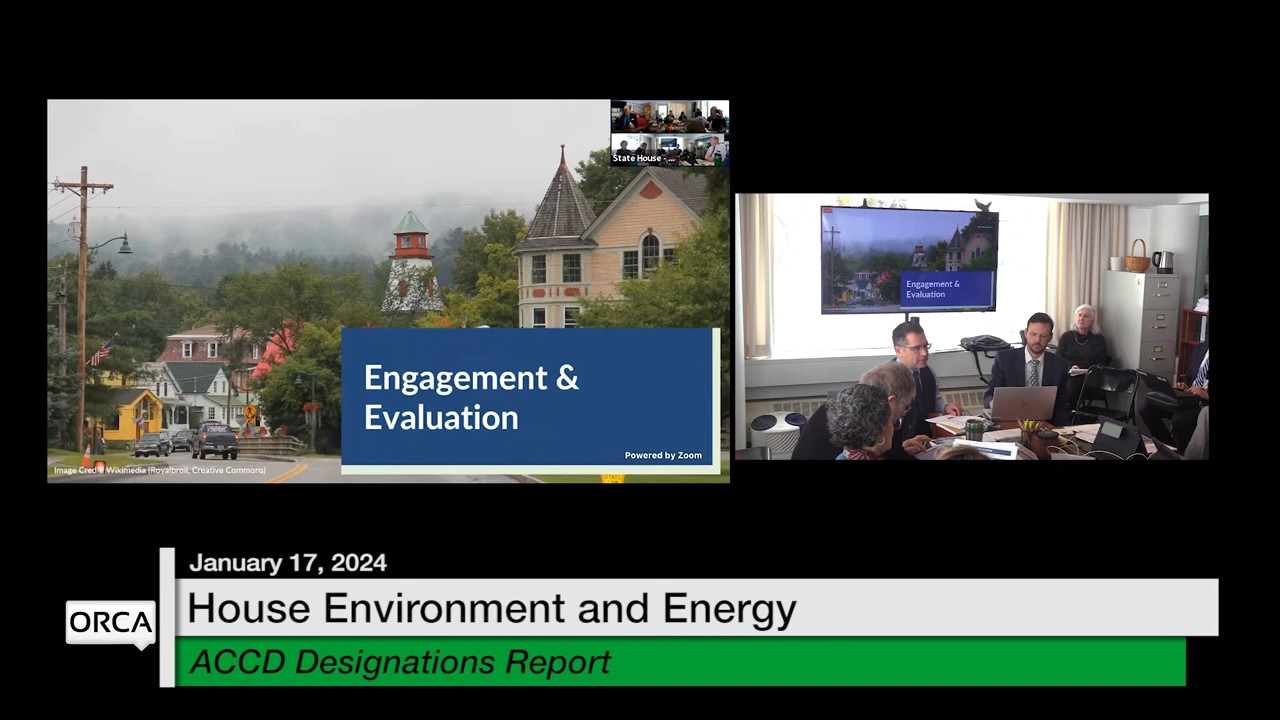 State House - ...
Engagement &
Evaluation
Powered by Zoom
Image Credit: Wikimedia (Royalbroil, Creative Commons)
Engagement &
Evaluation
January 17, 2024
ORCA
House Environment and Energy
ACCD Designations Report